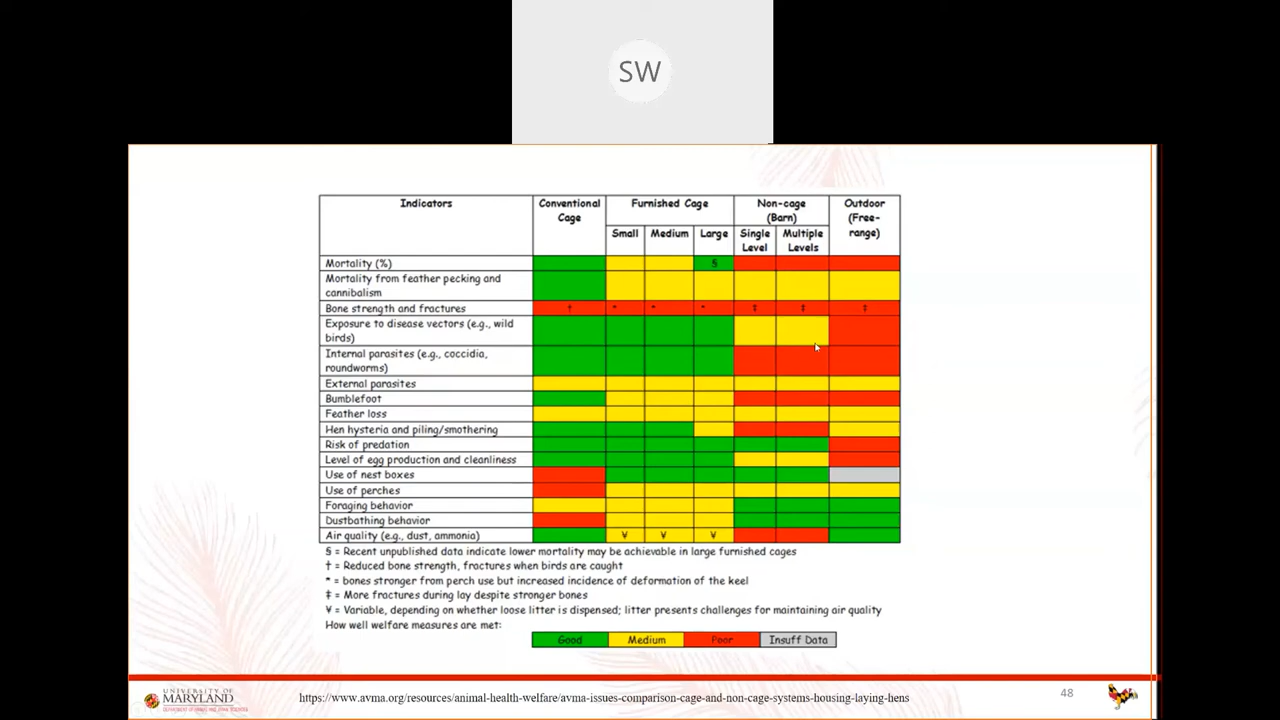 SW
Indicators
Conventional
Cage
Furnished Cage
Non-cage
(Barn)
Outdoor
(Free-
range)
Small
Medium
Large
Single
Level
Multiple
Levels
Mortality (%)
§
Mortality from feather pecking and
cannibalism
Bone strength and fractures
† * * * ‡ ‡ ‡
Exposure to disease vectors (e.g., wild
birds)
Internal parasites (e.g., coccidia,
roundworms)
External parasites
Bumblefoot
Feather loss
Hen hysteria and piling/smothering
Risk of predation
Level of egg production and cleanliness
Use of nest boxes
Use of perches
Foraging behavior
Dustbathing behavior
Air quality (e.g., dust, ammonia)
¥ ¥ ¥
§ = Recent unpublished data indicate lower mortality may be achievable in large furnished cages
† = Reduced bone strength, fractures when birds are caught
* = bones stronger from perch use but increased incidence of deformation of the keel
‡ = More fractures during lay despite stronger bones
¥ = Variable, depending on whether loose litter is dispensed; litter presents challenges for maintaining air quality
How well welfare measures are met:
Good
Medium
Poor
Insuff Data
UNIVERSITY OF
MARYLAND
https://www.avma.org/resources/animal-health-welfare/avma-issues-comparison-cage-and-non-cage-systems-housing-laying-hens
48